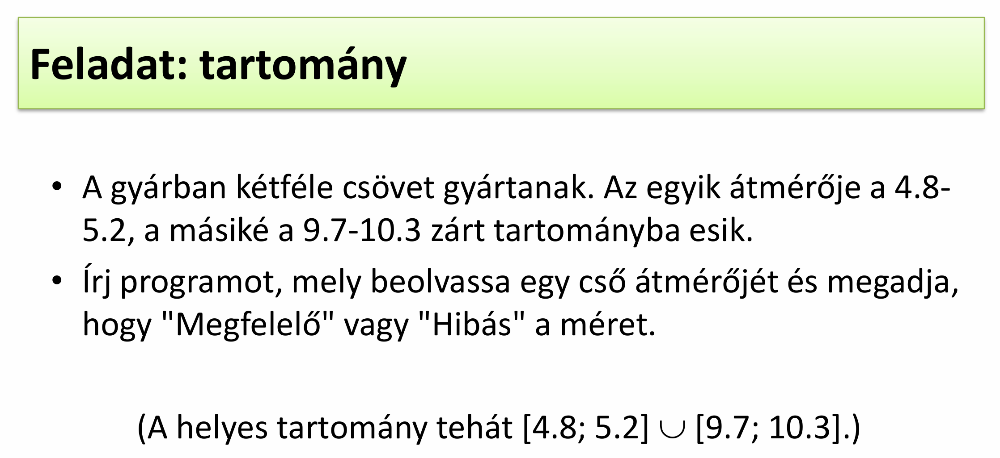 Feladat: tartomány
• A gyárban kétféle csövet gyártanak. Az egyik átmérője a 4.8-
5.2, a másiké a 9.7-10.3 zárt tartományba esik.
• Írj programot, mely beolvassa egy cső átmérőjét és megadja,
hogy "Megfelelő" vagy "Hibás" a méret.
(A helyes tartomány tehát [4.8; 5.2] ∪ [9.7; 10.3].)